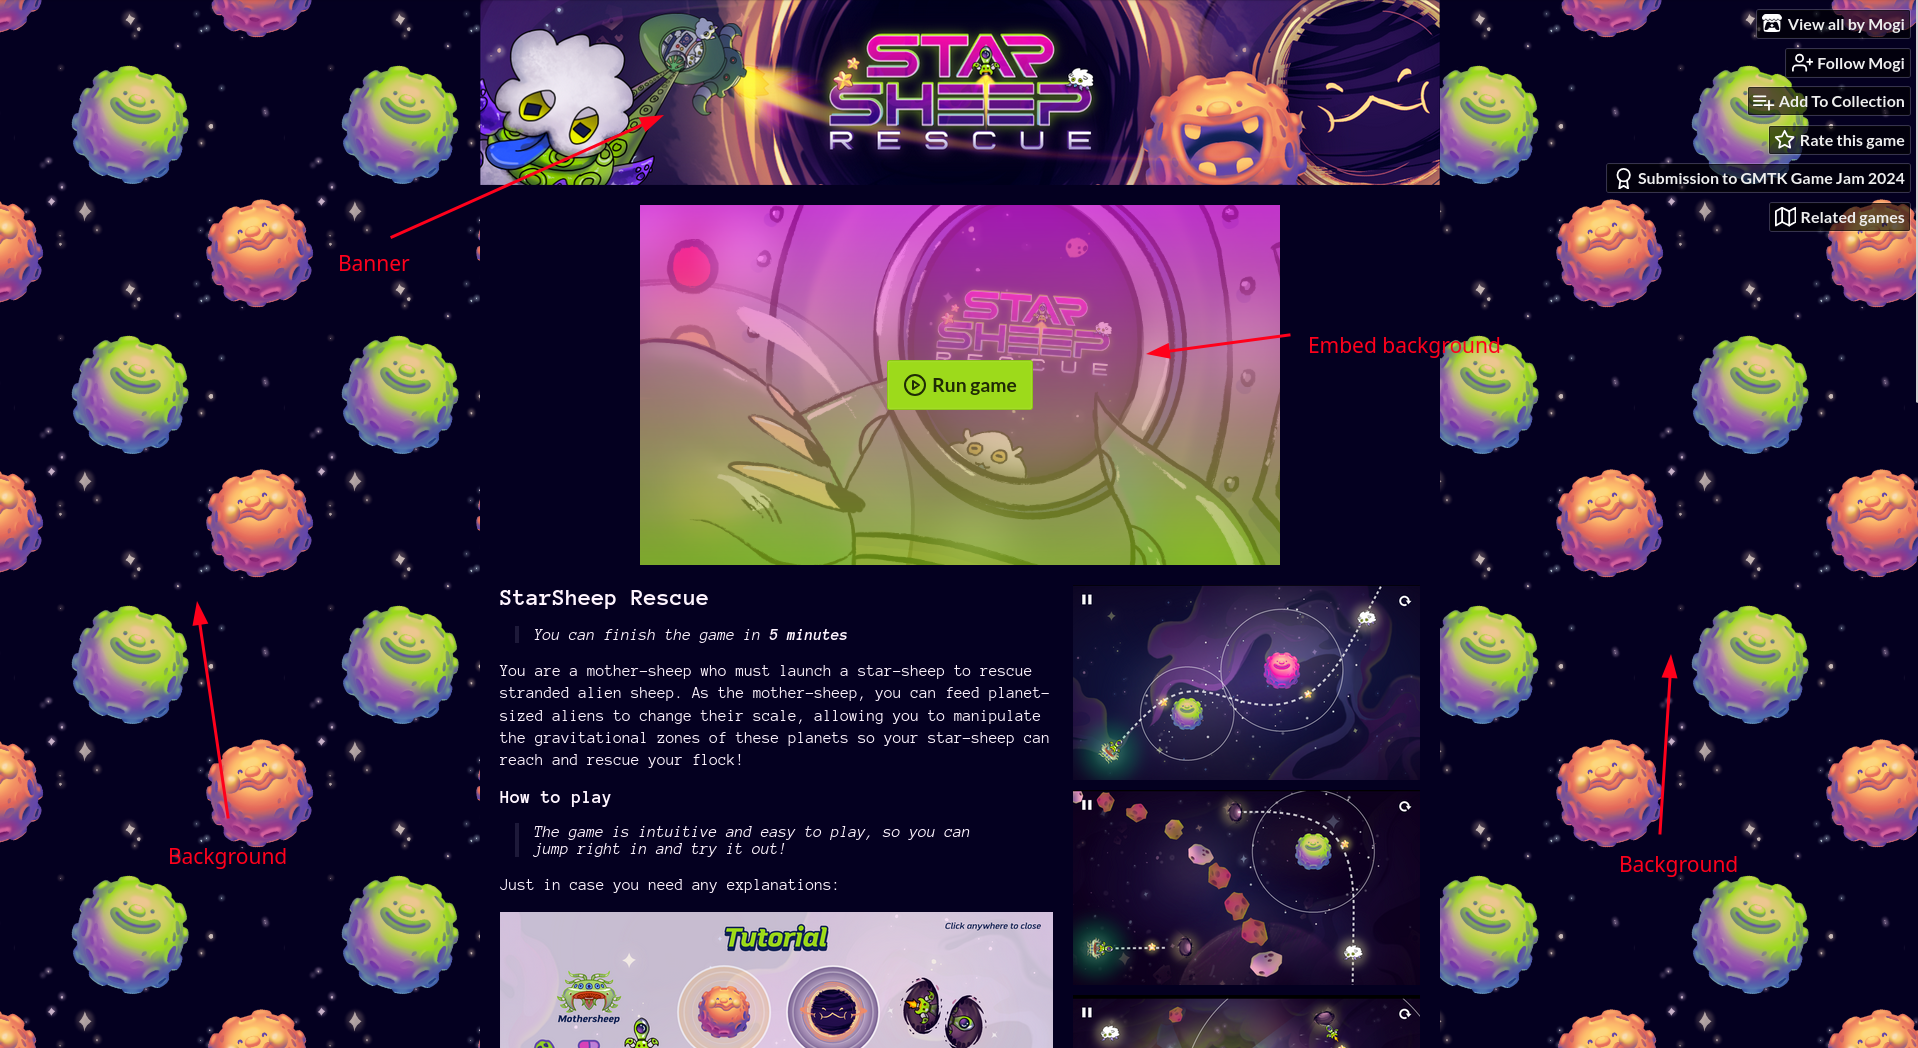 STAR
SHEEP
RESCUE
View all by Mogi
Follow Mogi
Add To Collection
Rate this game
Submission to GMTK Game Jam 2024
Related games
Banner
STAR
SHEEP
RESCUE
Embed background
Run game
StarSheep Rescue
You can finish the game in 5 minutes
You are a mother-sheep who must launch a star-sheep to rescue
stranded alien sheep. As the mother-sheep, you can feed planet-
sized aliens to change their scale, allowing you to manipulate
the gravitational zones of these planets so your star-sheep can
reach and rescue your flock!
How to play
The game is intuitive and easy to play, so you can
jump right in and try it out!
Background
Background
Just in case you need any explanations:
Tutorial
Click anywhere to close
Mothersheep